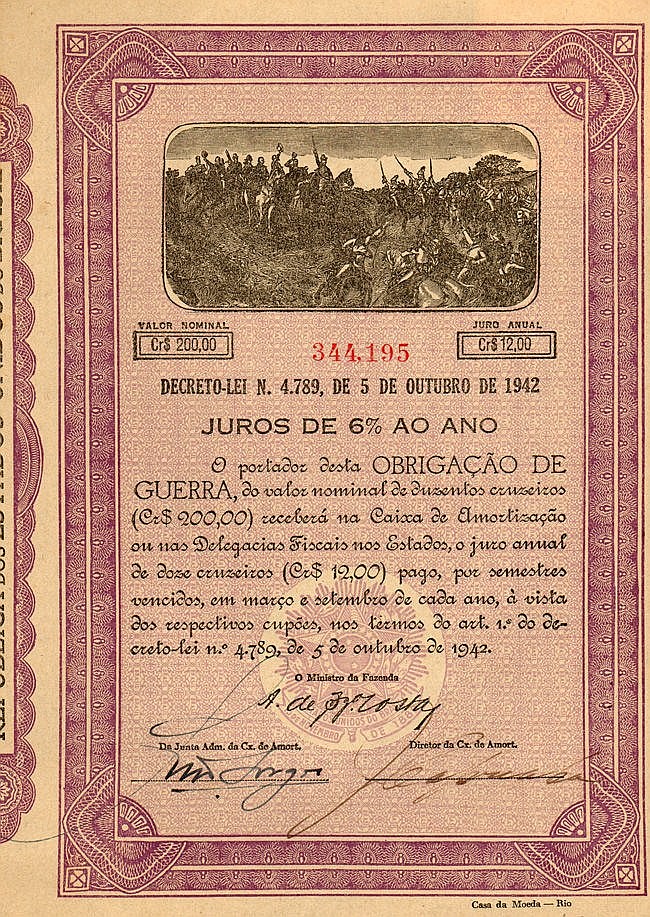 VALOR NOMINAL
JURO ANUAL
Cr$ 200,00
344,195
Cr$ 12,00
DECRETO-LEI N. 4.789, DE 5 DE OUTUBRO DE 1942
JUROS DE 6% AO ANO
O portador desta OBRIGAÇÃO DE
GUERRA, do valor nominal de duzentos cruzeiros
(Cr$ 200,00) receberá na Caixa de Amortização
ou nas Delegacias Fiscais nos Estados, o juro anual
de doze cruzeiros (Cr$ 12,00) pago, por semestres
vencidos, em março e setembro de cada ano, à vista
dos respectivos cupões, nos termos do art. 1.º do de-
creto-lei n.º 4.789, de 5 de outubro de 1942.
O Ministro da Fazenda
A. de Costa
Da Junta Adm. da Cx. de Amort.
Diretor da Cx. de Amort.
Casa da Moeda — Rio